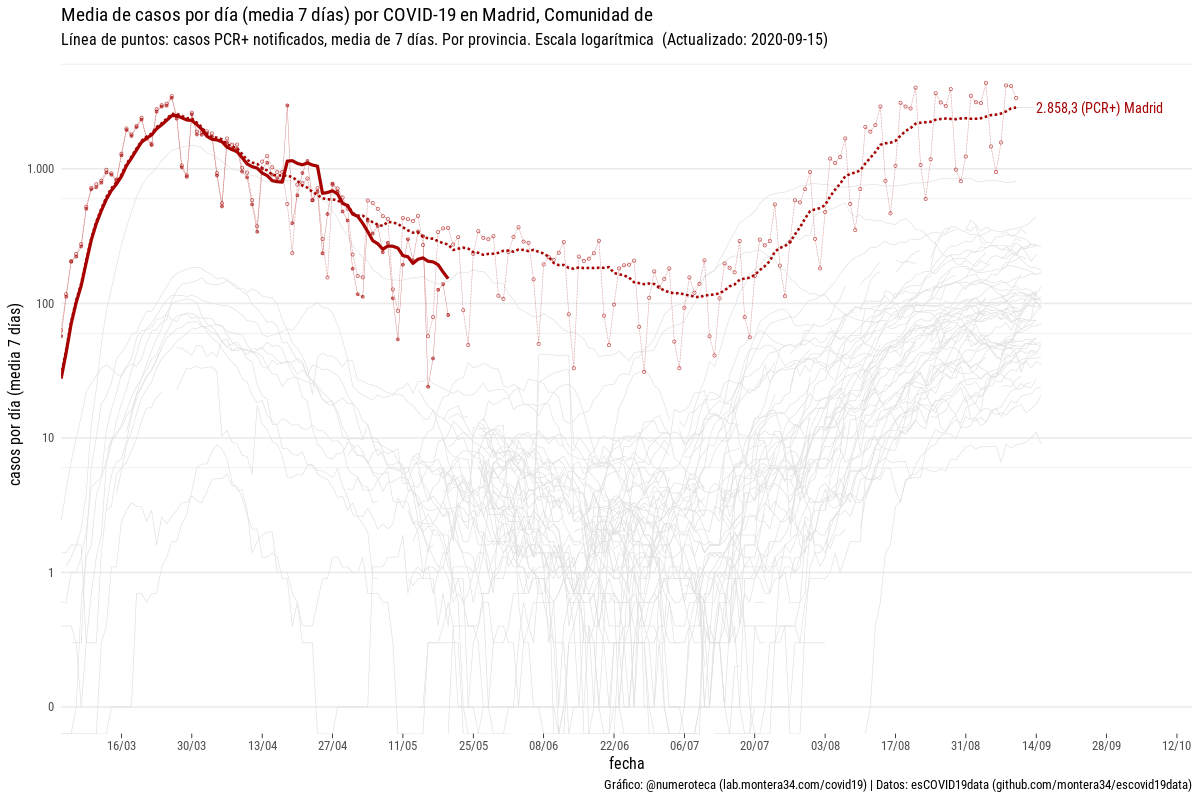 Media de casos por día (media 7 días) por COVID-19 en Madrid, Comunidad de
Línea de puntos: casos PCR+ notificados, media de 7 días. Por provincia. Escala logarítmica (Actualizado: 2020-09-15)
2.858,3 (PCR+) Madrid
casos por día (media 7 días)
1.000
100
10
1
0
16/03 30/03 13/04 27/04 11/05 25/05 08/06 22/06 06/07 20/07 03/08 17/08 31/08 14/09 28/09 12/10
fecha
Gráfico: @numeroteca (lab.montera34.com/covid19) | Datos: esCOVID19data (github.com/montera34/escovid19data)